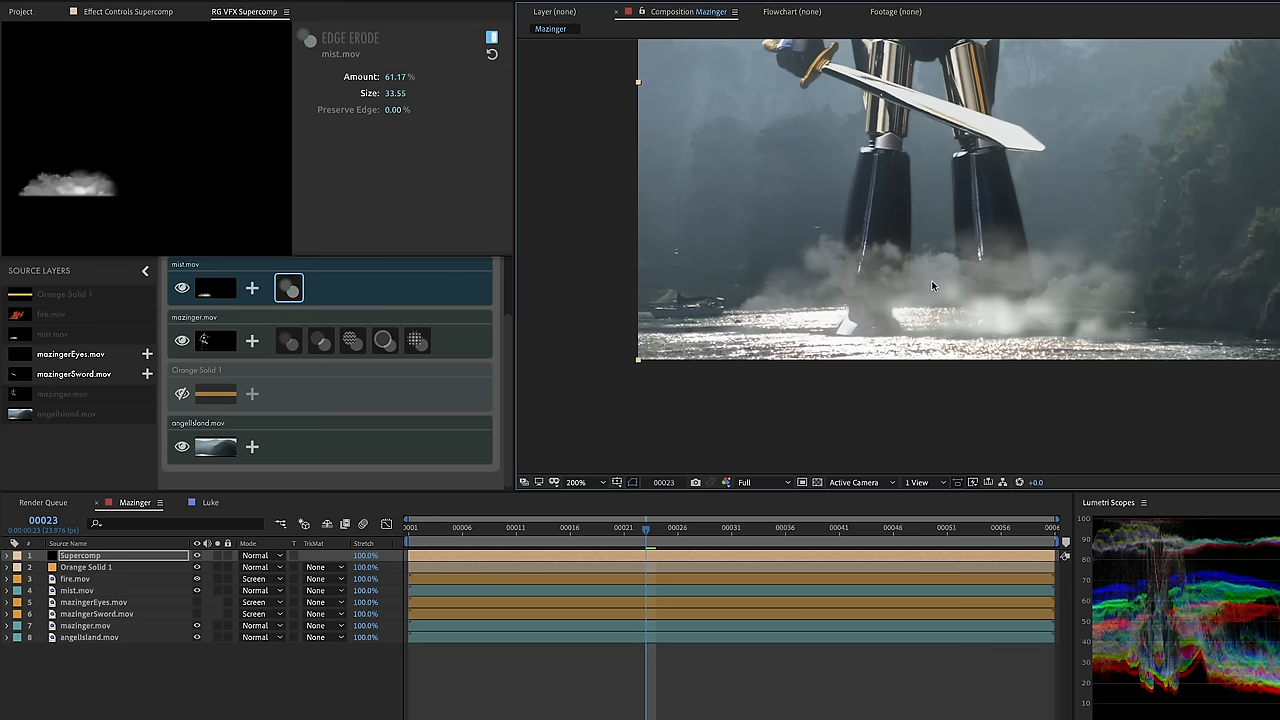 Project
Effect Controls Supercomp
RG VFX Supercomp
Layer (none)
Composition Mazinger
Flowchart (none)
Footage (none)
Mazinger
EDGE ERODE
mist.mov
Amount: 61.17 %
Size: 33.55
Preserve Edge: 0.00 %
SOURCE LAYERS
Orange Solid 1
fire.mov
mist.mov
mazingerEyes.mov
mazingerSword.mov
mazinger.mov
angelIsland.mov
mist.mov
mazinger.mov
Orange Solid 1
angelIsland.mov
200%
00023
Full
Active Camera
1 View
+0.0
Render Queue
Mazinger
Luke
00023
0:00:00:23 (23.976 fps)
0001 00006 00011 00016 00021 00026 00031 00036 00041 00046 00051 00056 0006
# Source Name Mode T TrkMat Stretch
1 Supercomp Normal 100.0%
2 Orange Solid 1 Normal None 100.0%
3 fire.mov Screen None 100.0%
4 mist.mov Normal None 100.0%
5 mazingerEyes.mov Screen None 100.0%
6 mazingerSword.mov Screen None 100.0%
7 mazinger.mov Normal None 100.0%
8 angelIsland.mov Normal None 100.0%
Lumetri Scopes
100
90
80
70
60
50
40
30
20
10